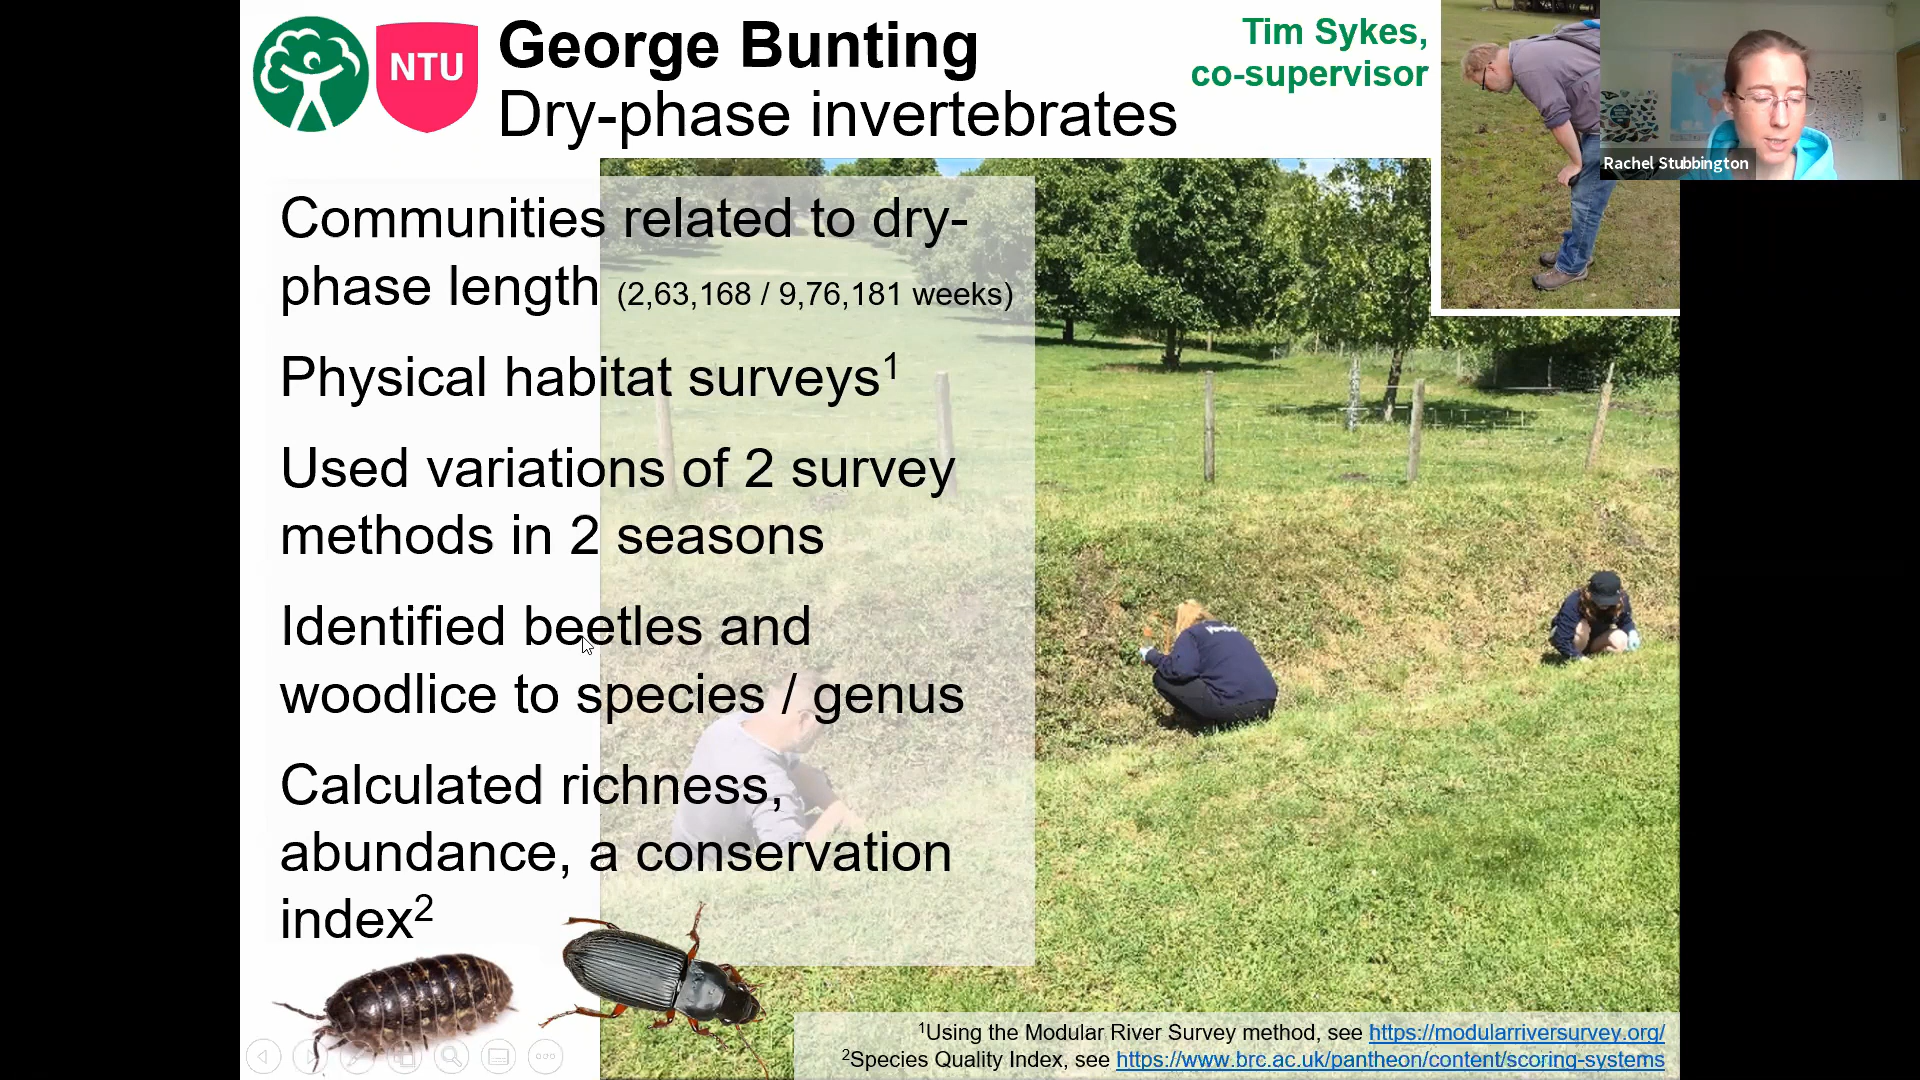 NTU
George Bunting
Dry-phase invertebrates
Tim Sykes,
co-supervisor
Rachel Stubbington
Communities related to dry-
phase length (2,63,168 / 9,76,181 weeks)
Physical habitat surveys¹
Used variations of 2 survey
methods in 2 seasons
Identified beetles and
woodlice to species / genus
Calculated richness,
abundance, a conservation
index²
¹Using the Modular River Survey method, see https://modularriversurvey.org/
²Species Quality Index, see https://www.brc.ac.uk/pantheon/content/scoring-systems